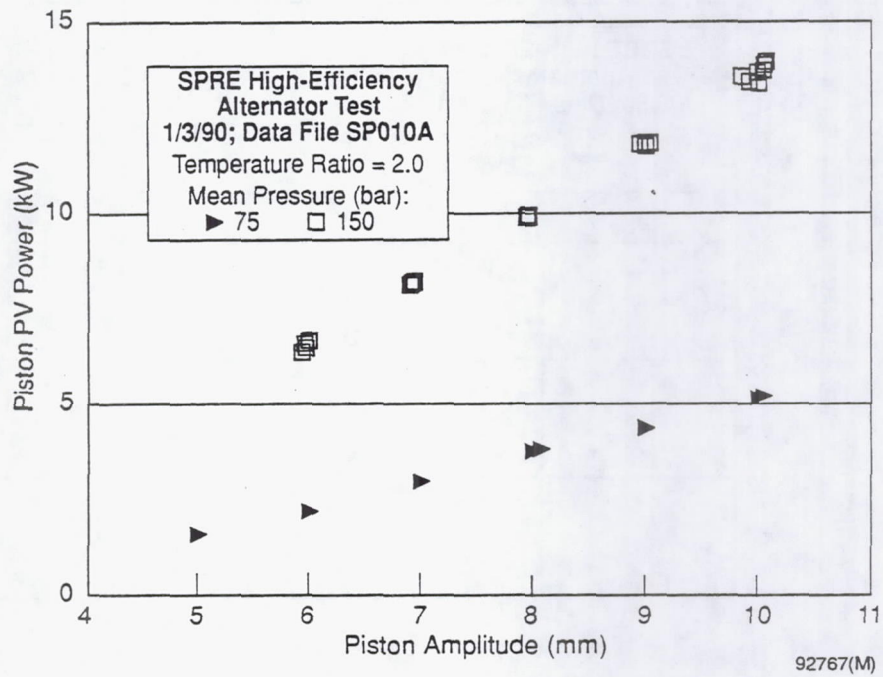 15
10
5
0
Piston PV Power (kW)
SPRE High-Efficiency
Alternator Test
1/3/90; Data File SP010A
Temperature Ratio = 2.0
Mean Pressure (bar):
75 150
4 5 6 7 8 9 10 11
Piston Amplitude (mm)
92767(M)